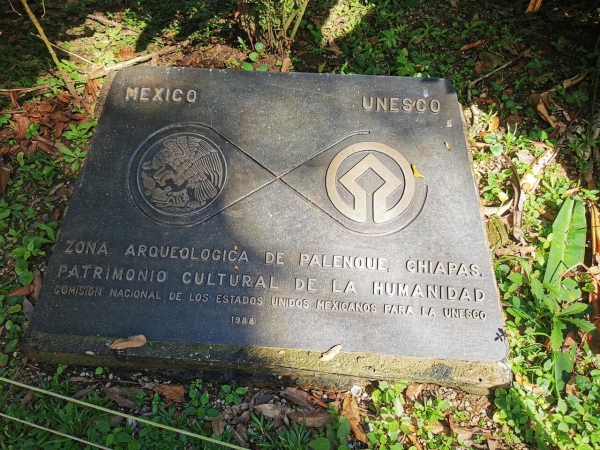 MEXICO UNESCO
ZONA ARQUEOLOGICA DE PALENQUE, CHIAPAS.
PATRIMONIO CULTURAL DE LA HUMANIDAD
COMISION NACIONAL DE LOS ESTADOS UNIDOS MEXICANOS PARA LA UNESCO
1988